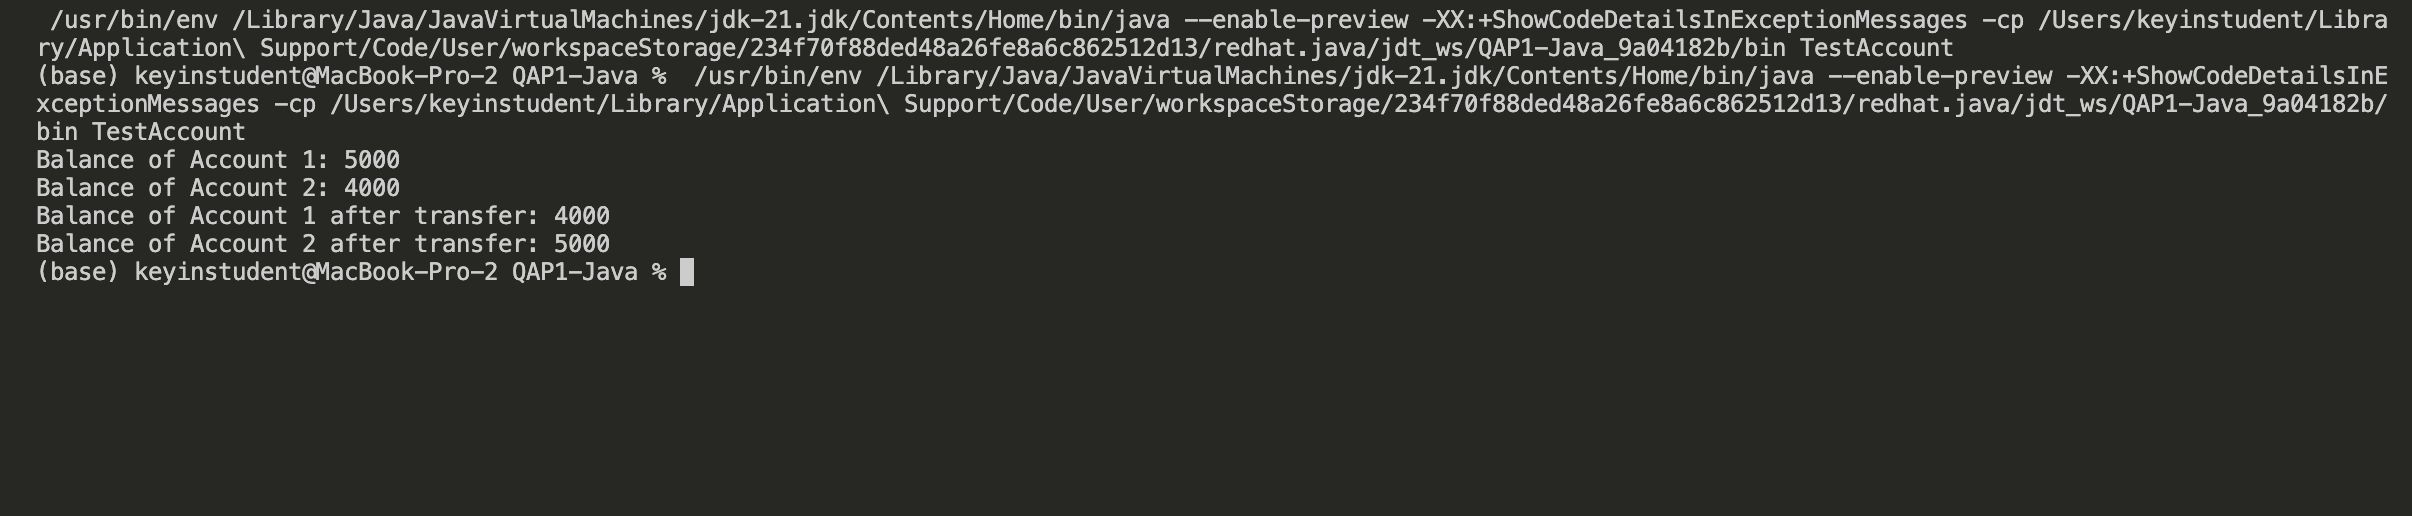 /usr/bin/env /Library/Java/JavaVirtualMachines/jdk-21.jdk/Contents/Home/bin/java --enable-preview -XX:+ShowCodeDetailsInExceptionMessages -cp /Users/keyinstudent/Libra
ry/Application\ Support/Code/User/workspaceStorage/234f70f88ded48a26fe8a6c862512d13/redhat.java/jdt_ws/QAP1-Java_9a04182b/bin TestAccount
(base) keyinstudent@MacBook-Pro-2 QAP1-Java %  /usr/bin/env /Library/Java/JavaVirtualMachines/jdk-21.jdk/Contents/Home/bin/java --enable-preview -XX:+ShowCodeDetailsInE
xceptionMessages -cp /Users/keyinstudent/Library/Application\ Support/Code/User/workspaceStorage/234f70f88ded48a26fe8a6c862512d13/redhat.java/jdt_ws/QAP1-Java_9a04182b/
bin TestAccount
Balance of Account 1: 5000
Balance of Account 2: 4000
Balance of Account 1 after transfer: 4000
Balance of Account 2 after transfer: 5000
(base) keyinstudent@MacBook-Pro-2 QAP1-Java %